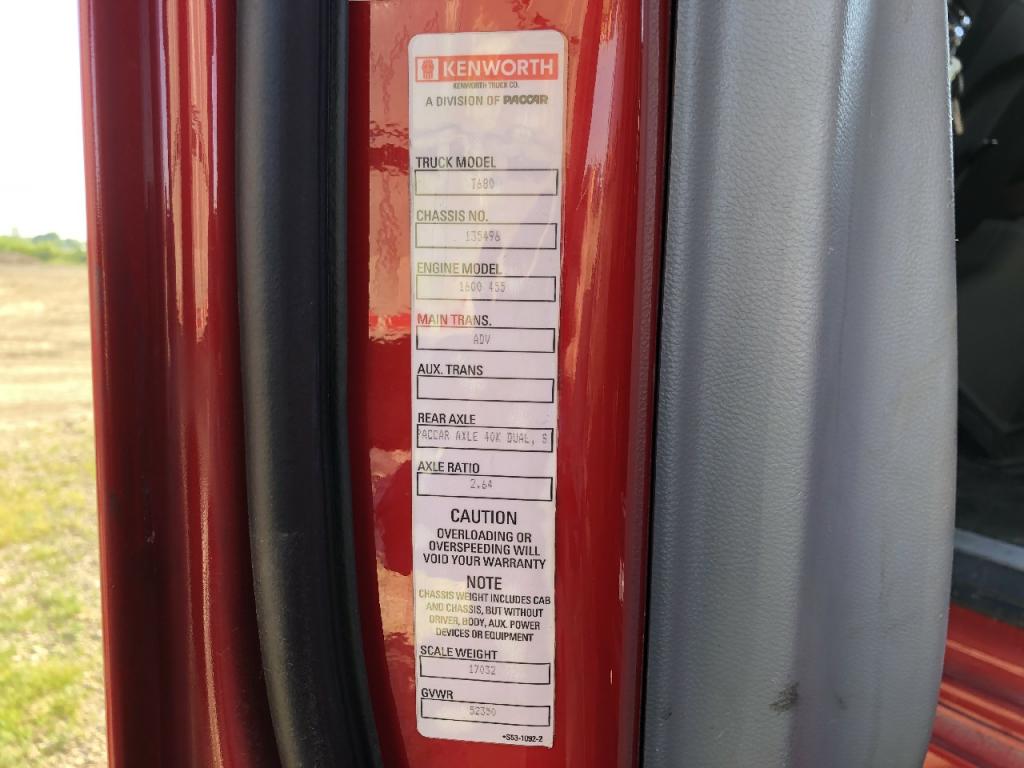 KENWORTH
KENWORTH TRUCK CO.
A DIVISION OF PACCAR
TRUCK MODEL
T680
CHASSIS NO.
135496
ENGINE MODEL
1600 455
MAIN TRANS.
ADV
AUX. TRANS
REAR AXLE
PACCAR AXLE 40K DUAL, S
AXLE RATIO
2.64
CAUTION
OVERLOADING OR
OVERSPEEDING WILL
VOID YOUR WARRANTY
NOTE
CHASSIS WEIGHT INCLUDES CAB
AND CHASSIS, BUT WITHOUT
DRIVER, BODY, AUX. POWER
DEVICES OR EQUIPMENT
SCALE WEIGHT
17032
GVWR
52350
*S53-1092-2